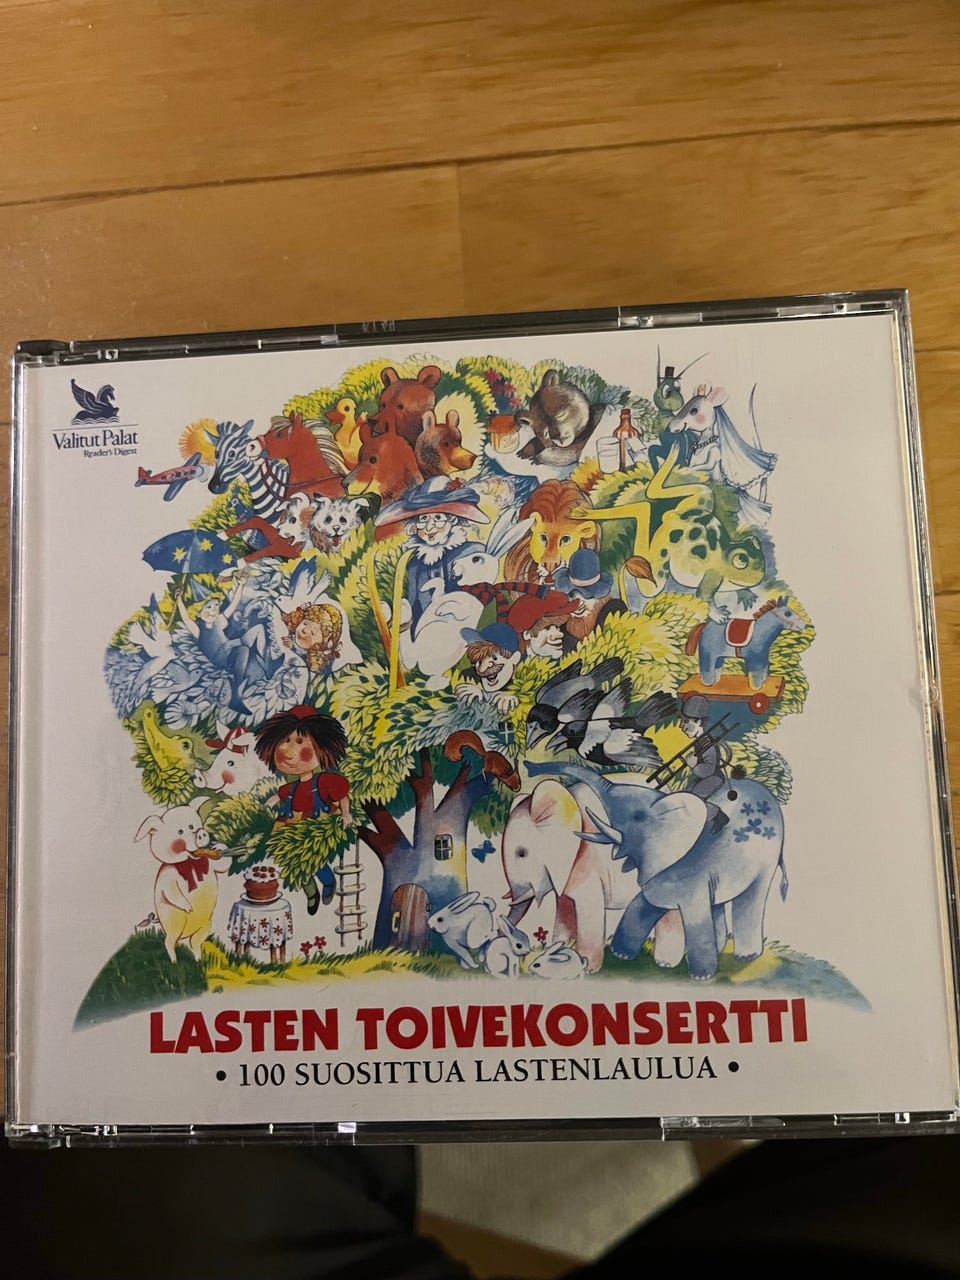 Valitut Palat
Reader's Digest
LASTEN TOIVEKONSERTTI
• 100 SUOSITTUA LASTENLAULUA •